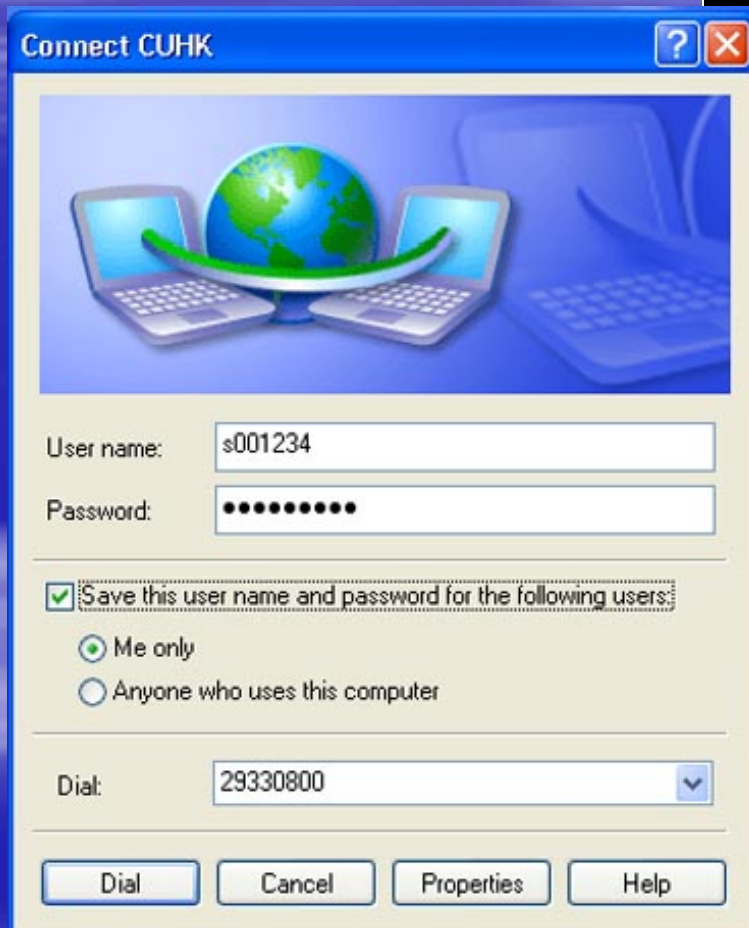 Connect CUHK
User name: s001234
Password: •••••••••
Save this user name and password for the following users:
Me only
Anyone who uses this computer
Dial: 29330800
Dial Cancel Properties Help